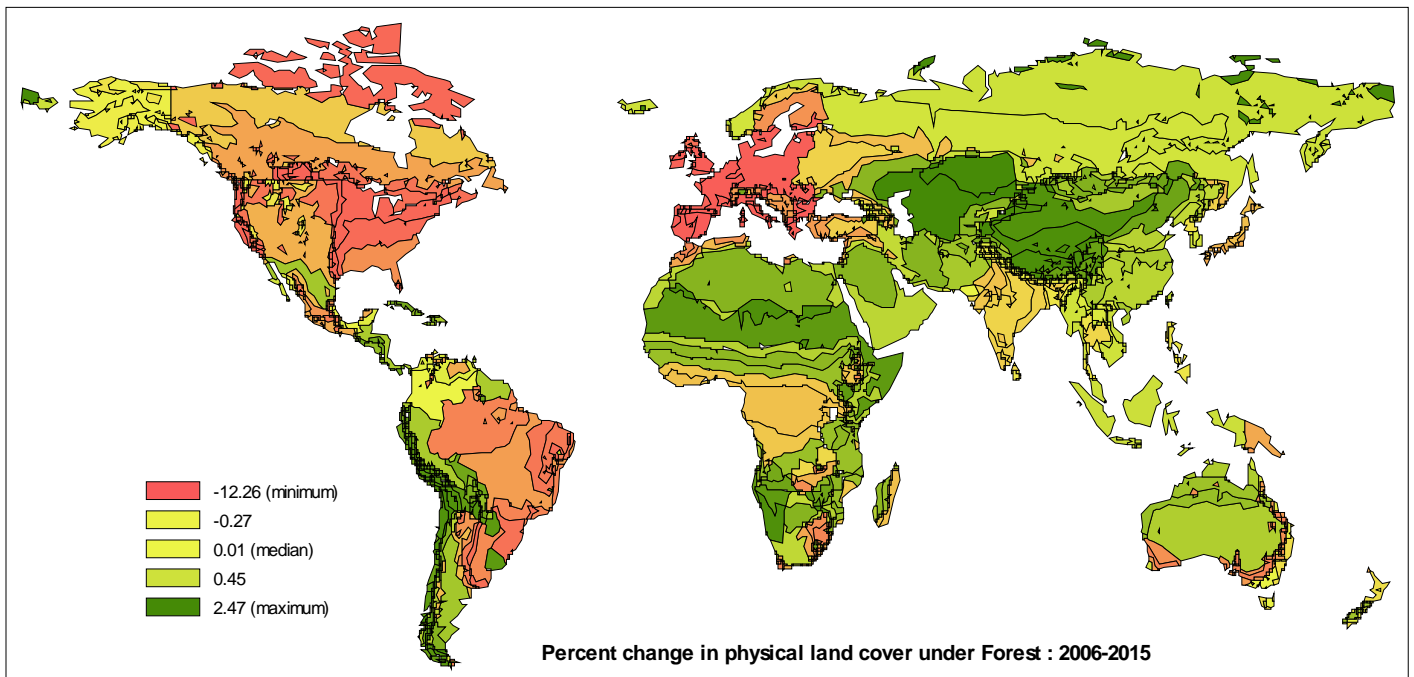 -12.26 (minimum)
-0.27
0.01 (median)
0.45
2.47 (maximum)
Percent change in physical land cover under Forest : 2006-2015